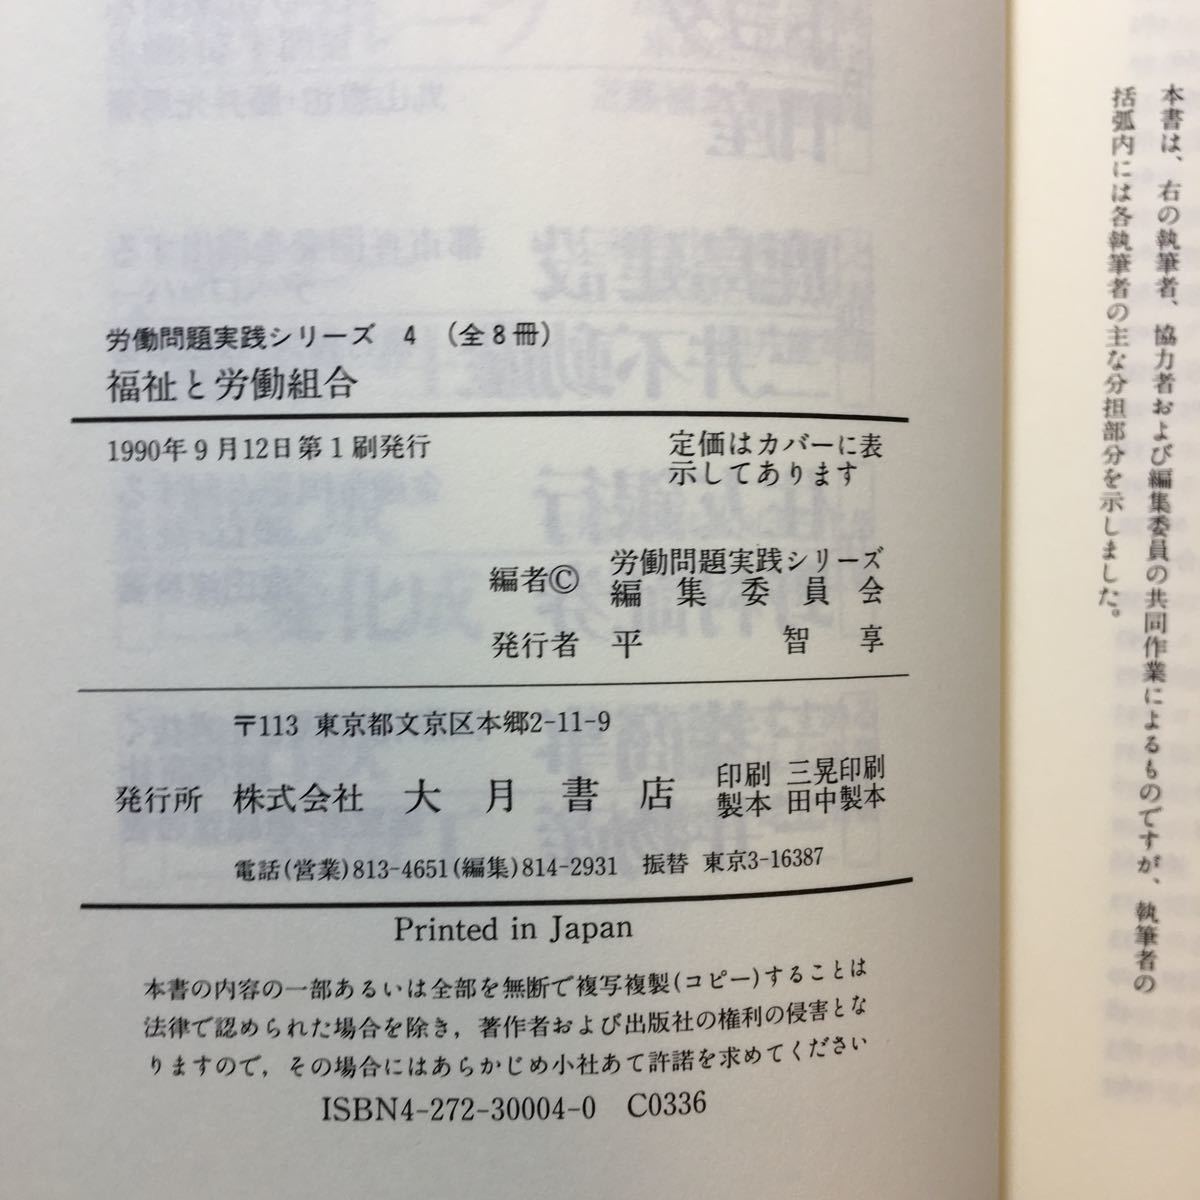 本書は、右の執筆者、協力者および編集委員の共同作業によるものですが、執筆者の
括弧内には各執筆者の主な分担部分を示しました。
労働問題実践シリーズ 4 (全8冊)
福祉と労働組合
1990年9月12日第1刷発行
定価はカバーに表
示してあります
編者© 労働問題実践シリーズ
編集委員会
発行者 平 智享
〒113 東京都文京区本郷2-11-9
発行所 株式会社 大月書店
印刷 三晃印刷
製本 田中製本
電話(営業)813-4651(編集)814-2931 振替 東京3-16387
Printed in Japan
本書の内容の一部あるいは全部を無断で複写複製(コピー)することは
法律で認められた場合を除き,著作者および出版社の権利の侵害とな
りますので,その場合にはあらかじめ小社あて許諾を求めてください
ISBN4-272-30004-0 C0336